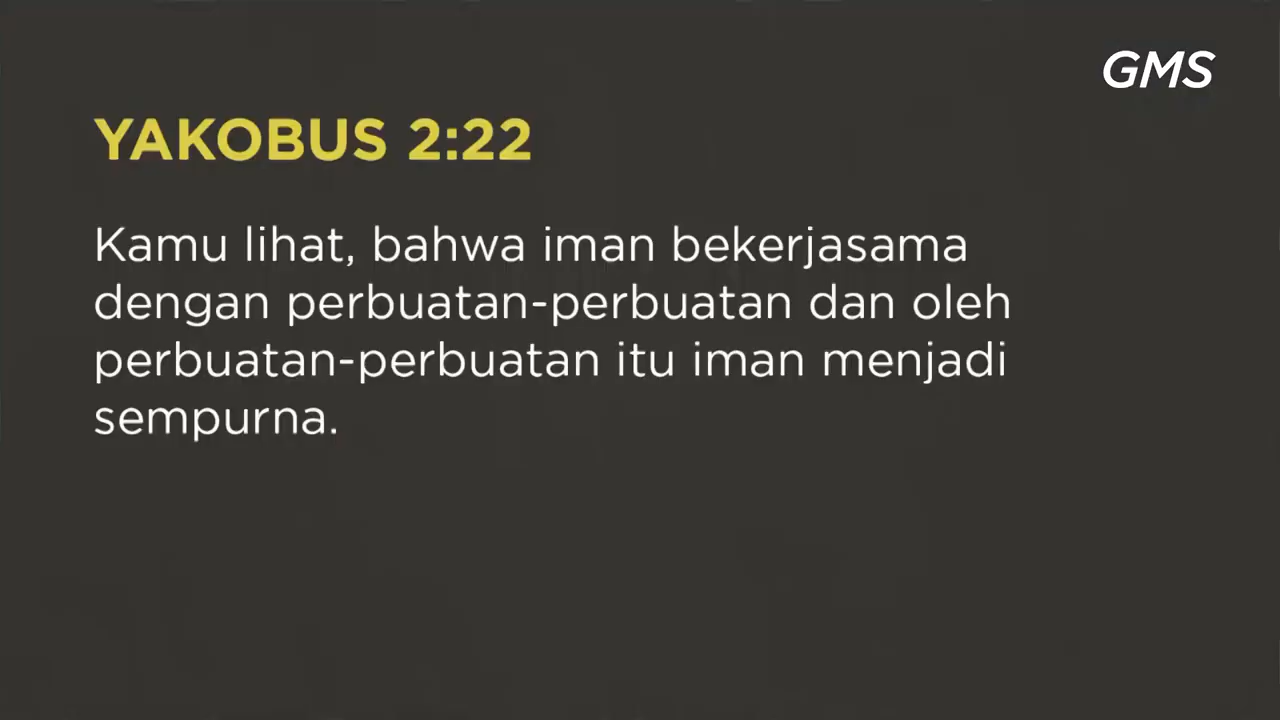 GMS
YAKOBUS 2:22
Kamu lihat, bahwa iman bekerjasama
dengan perbuatan-perbuatan dan oleh
perbuatan-perbuatan itu iman menjadi
sempurna.